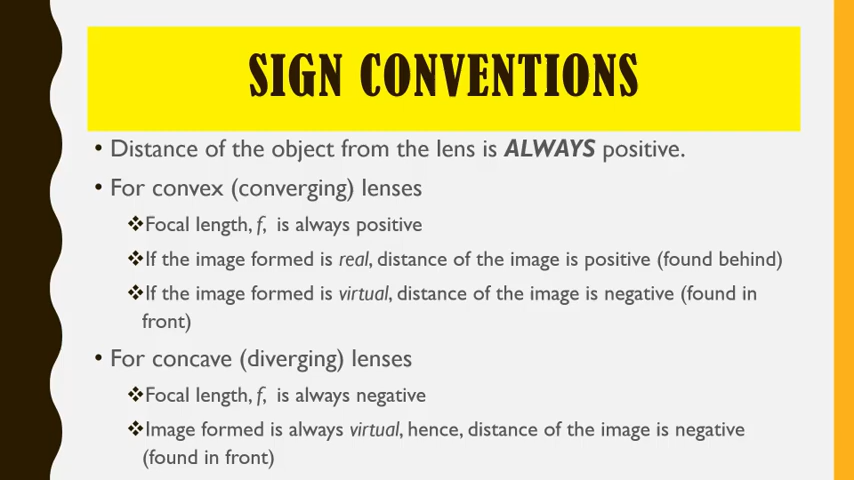 SIGN CONVENTIONS
• Distance of the object from the lens is ALWAYS positive.
• For convex (converging) lenses
❖Focal length, f, is always positive
❖If the image formed is real, distance of the image is positive (found behind)
❖If the image formed is virtual, distance of the image is negative (found in
front)
• For concave (diverging) lenses
❖Focal length, f, is always negative
❖Image formed is always virtual, hence, distance of the image is negative
(found in front)